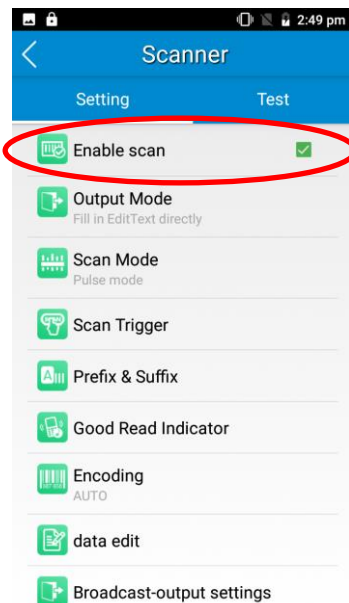 2:49 pm
Scanner
Setting Test
Enable scan
Output Mode
Fill in EditText directly
Scan Mode
Pulse mode
Scan Trigger
Prefix & Suffix
Good Read Indicator
Encoding
AUTO
data edit
Broadcast-output settings